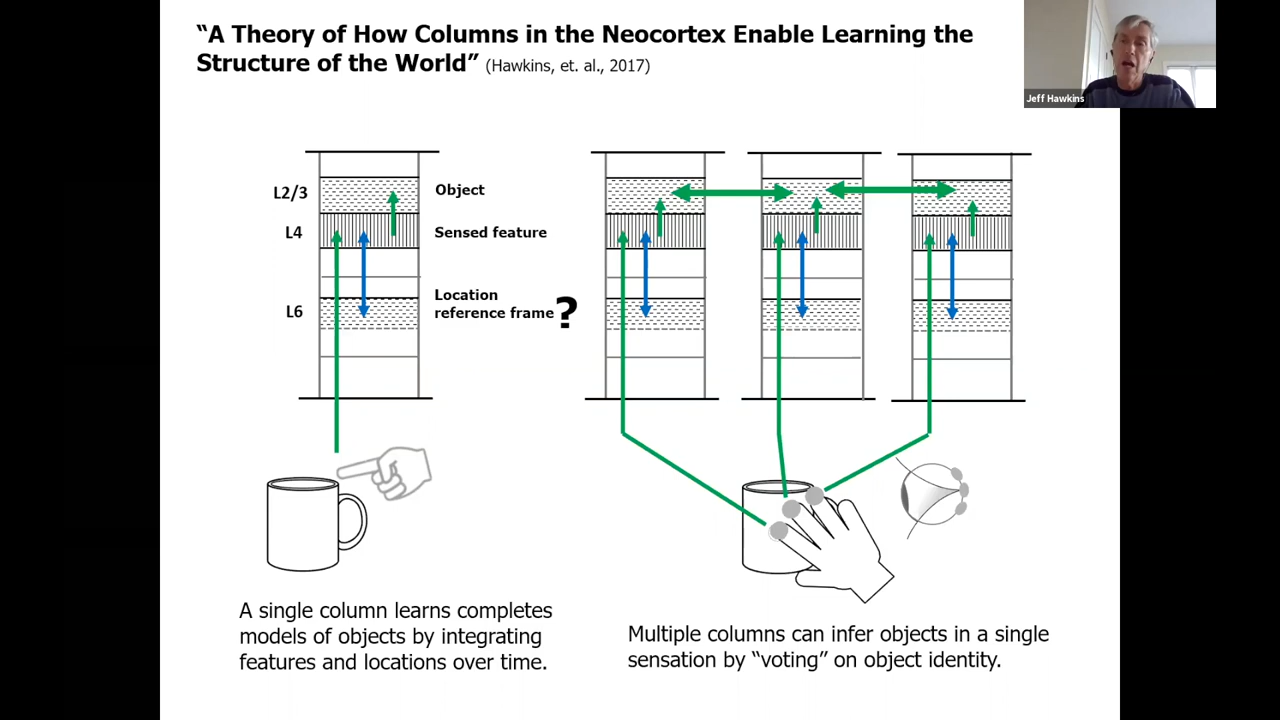 “A Theory of How Columns in the Neocortex Enable Learning the
Structure of the World” (Hawkins, et. al., 2017)
Jeff Hawkins
L2/3
Object
L4
Sensed feature
L6
Location
reference frame ?
A single column learns completes
models of objects by integrating
features and locations over time.
Multiple columns can infer objects in a single
sensation by “voting” on object identity.